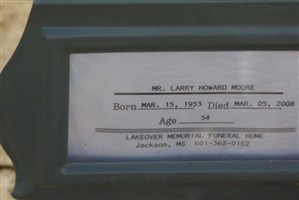 MR. LARRY HOWARD MOORE
Born MAR. 15, 1953 Died MAR. 05, 2008
Age 54
LAKEOVER MEMORIAL FUNERAL HOME
Jackson, MS 601-362-0162